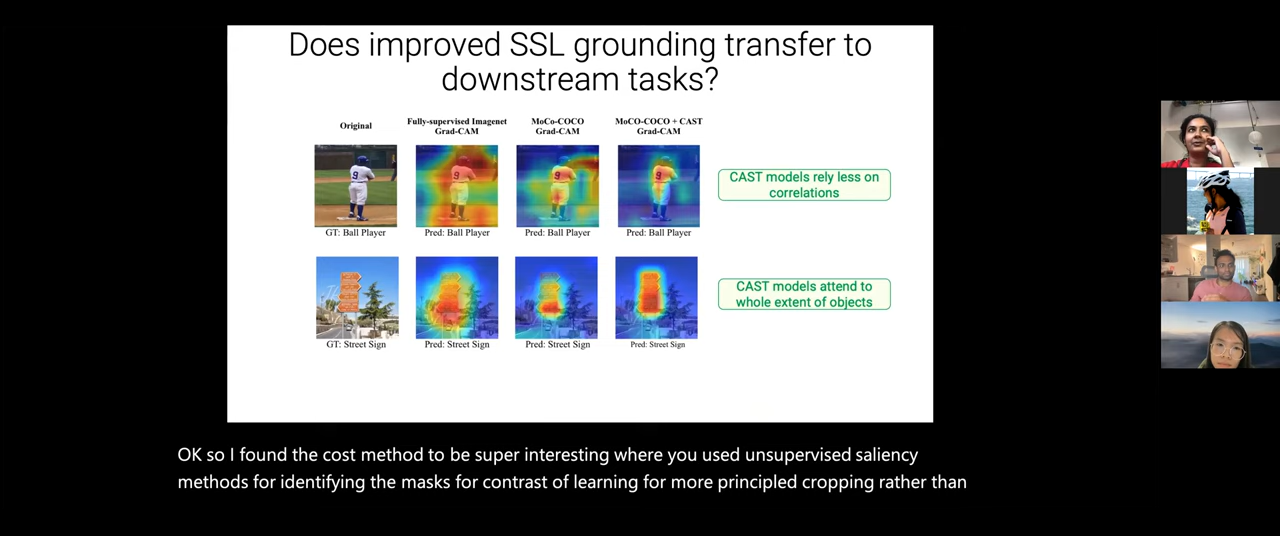 Does improved SSL grounding transfer to
downstream tasks?
Original
Fully-supervised Imagenet
Grad-CAM
MoCo-COCO
Grad-CAM
MoCO-COCO + CAST
Grad-CAM
9
CAST models rely less on
correlations
GT: Ball Player
Pred: Ball Player
Pred: Ball Player
Pred: Ball Player
CAST models attend to
whole extent of objects
GT: Street Sign
Pred: Street Sign
Pred: Street Sign
Pred: Street Sign
OK so I found the cost method to be super interesting where you used unsupervised saliency
methods for identifying the masks for contrast of learning for more principled cropping rather than